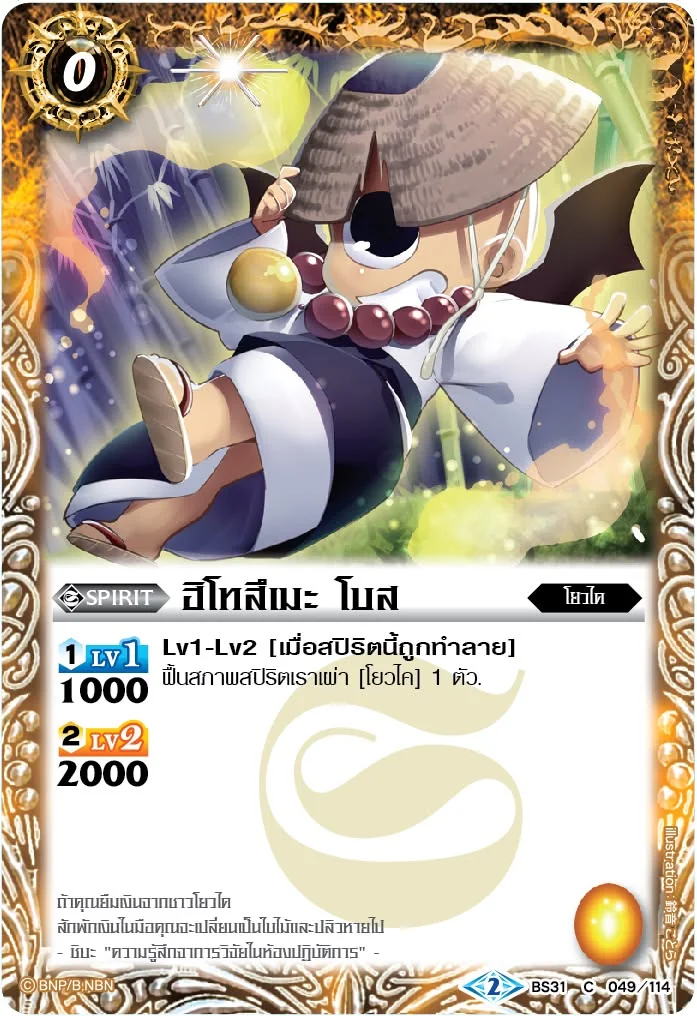 0
SPIRIT
ฮิโทสึเมะ โบส
โยวไค
1 LV1
1000
Lv1-Lv2 [เมื่อสปิริตนี้ถูกทำลาย]
ฟื้นสภาพสปิริตเราเผ่า [โยวไค] 1 ตัว.
2 LV2
2000
ถ้าคุณยืมเงินจากชาวโยวไค
สักพักเงินในมือคุณจะเปลี่ยนเป็นใบไม้และปลิวหายไป
- ชิบะ "ความรู้สึกจาการวิจัยในห้องปฏิบัติการ" -
illustration: 鈴音ことら
©BNP/B,NBN
2
BS31 C 049/114